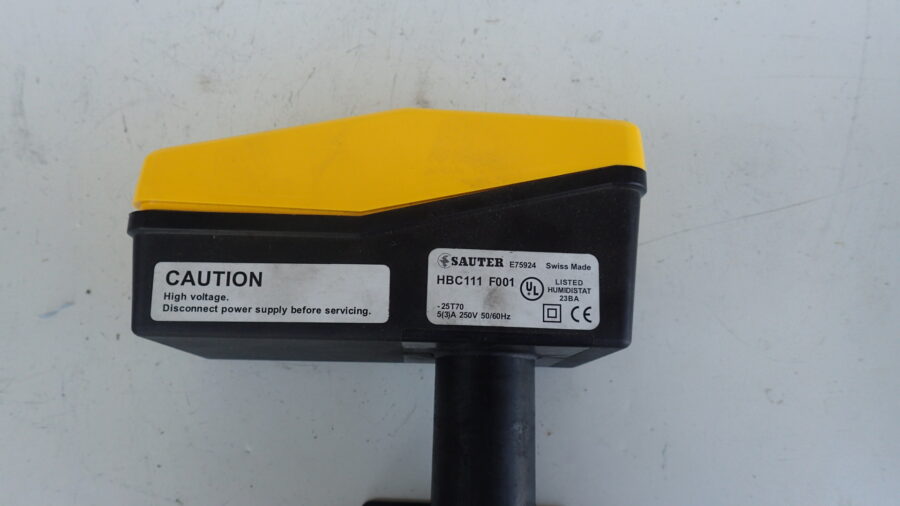 CAUTION
High voltage.
Disconnect power supply before servicing.
SAUTER E75924 Swiss Made
HBC111 F001
UL
LISTED
HUMIDISTAT
23BA
-25T70
5(3)A 250V 50/60Hz
CE